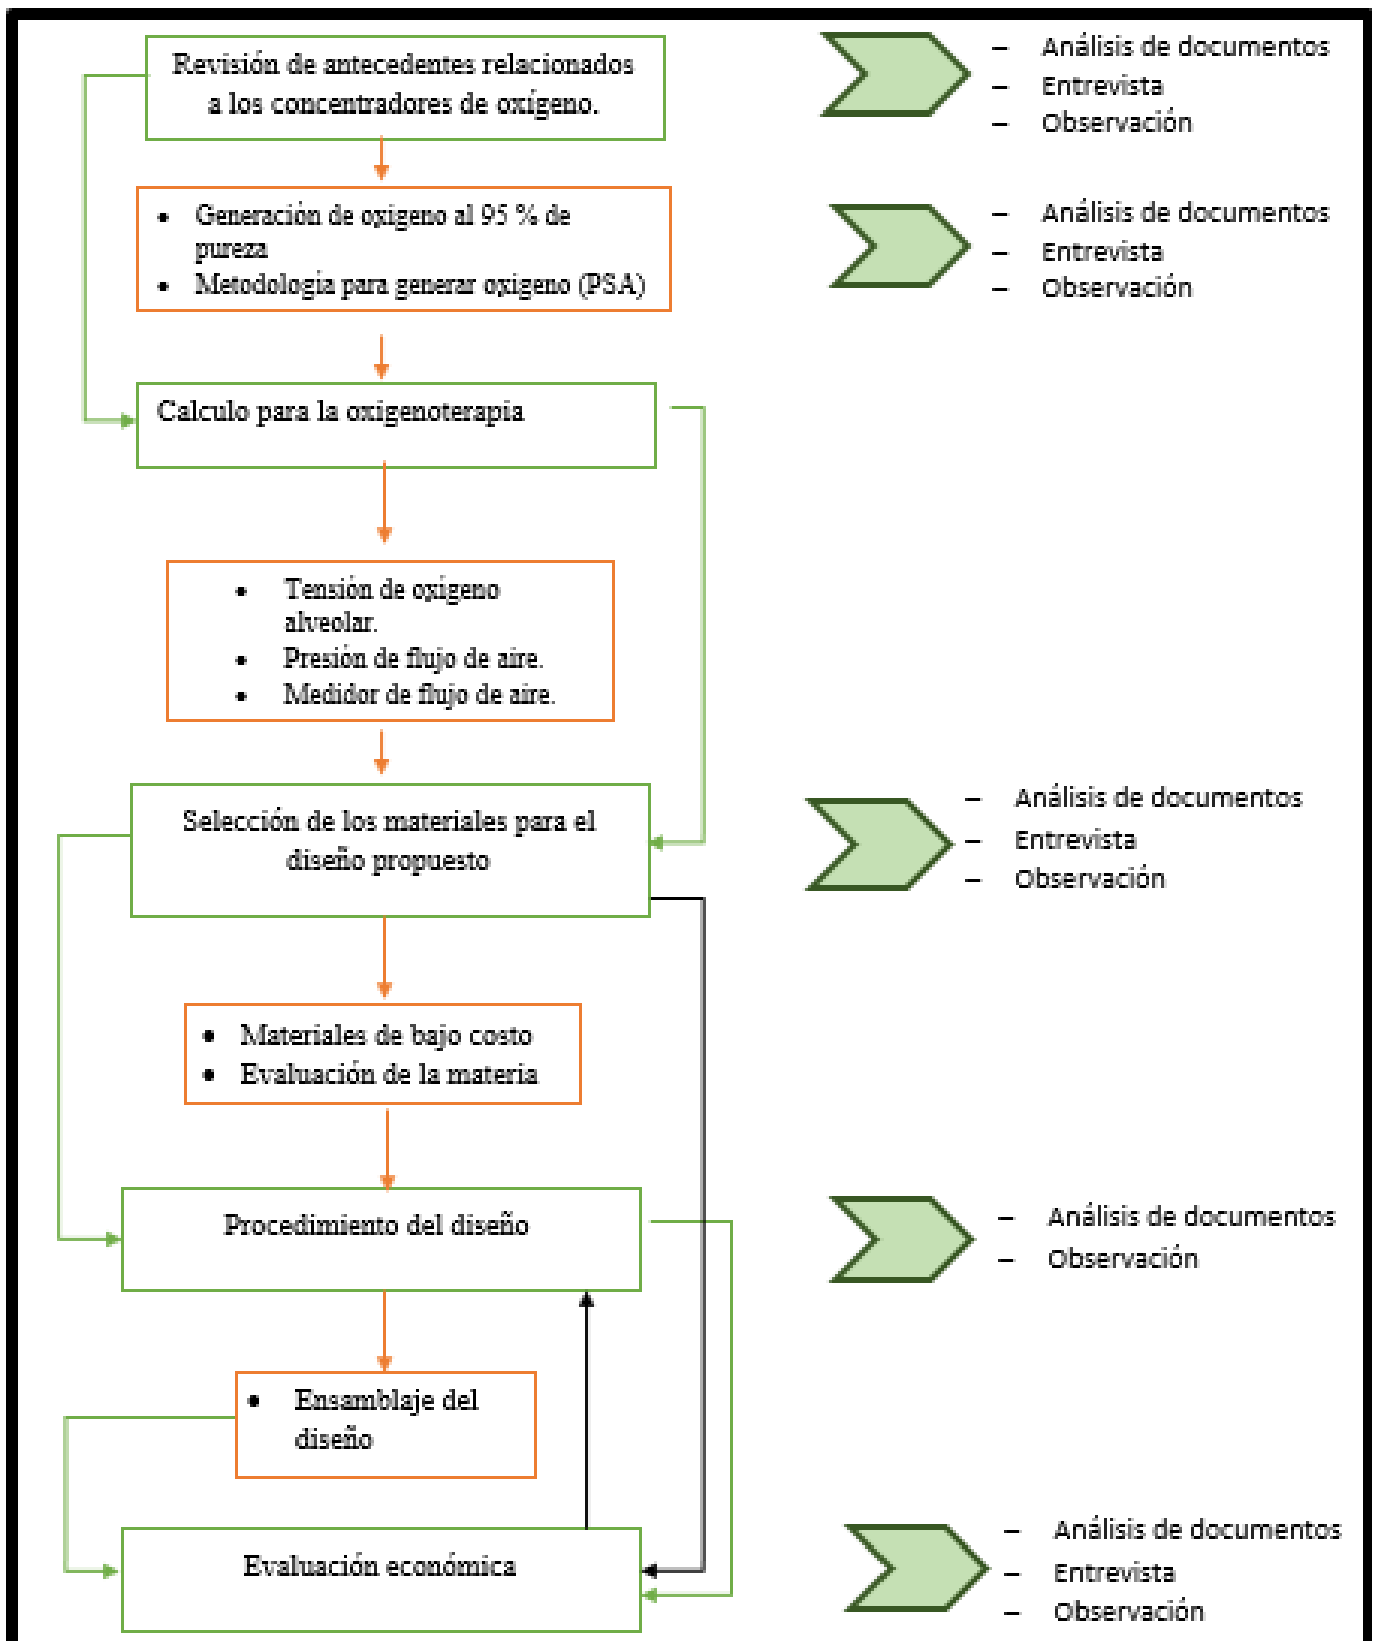 Revisión de antecedentes relacionados
a los concentradores de oxígeno.
– Análisis de documentos
– Entrevista
– Observación
• Generación de oxigeno al 95 % de
pureza
• Metodologia para generar oxigeno (PSA)
– Análisis de documentos
– Entrevista
– Observación
Calculo para la oxigenoterapia
• Tensión de oxigeno
alveolar.
• Presión de flujo de aire.
• Medidor de flujo de aire.
Selección de los materiales para el
diseño propuesto
– Análisis de documentos
– Entrevista
– Observación
• Materiales de bajo costo
• Evaluación de la materia
Procedimiento del diseño
– Análisis de documentos
– Observación
• Ensamblaje del
diseño
Evaluación económica
– Análisis de documentos
– Entrevista
– Observación